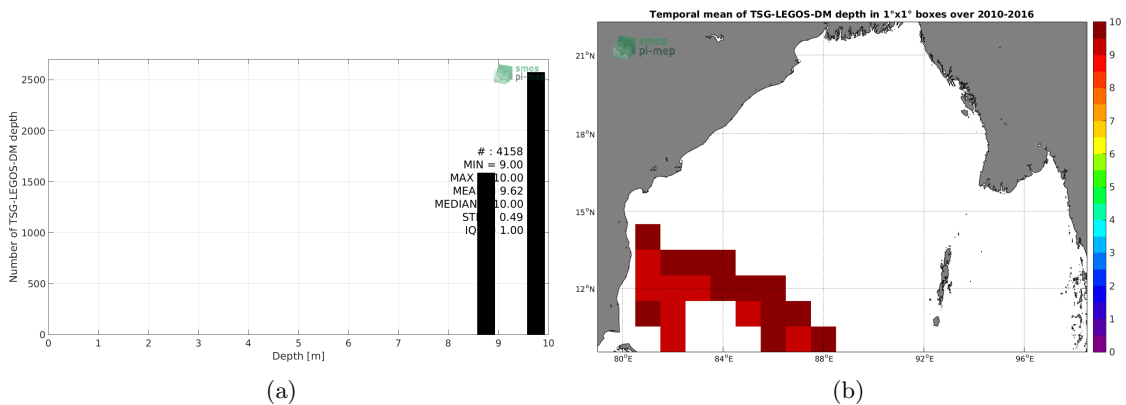 Temporal mean of TSG-LEGOS-DM depth in 1°x1° boxes over 2010-2016
smos
pi-mep
Number of TSG-LEGOS-DM depth
2500
2000
1500
1000
500
0
# : 4158
MIN = 9.00
MAX 10.00
MEA 9.62
MEDIAN 10.00
ST 0.49
IQ 1.00
0 1 2 3 4 5 6 7 8 9 10
Depth [m]
(a)
smos
pi-mep
21°N
18°N
15°N
12°N
80°E 84°E 88°E 92°E 96°E
10
9
8
7
6
5
4
3
2
1
0
(b)